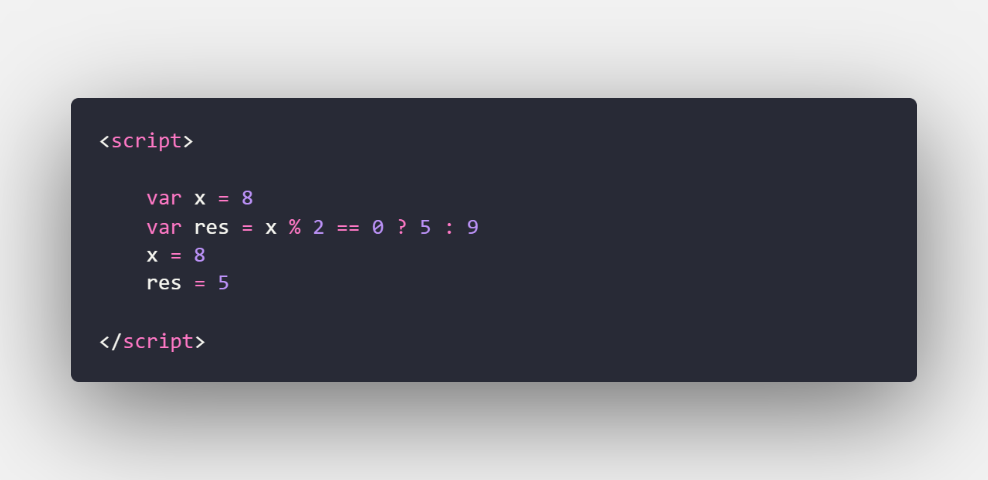 <script>
var x = 8
var res = x % 2 == 0 ? 5 : 9
x = 8
res = 5
</script>